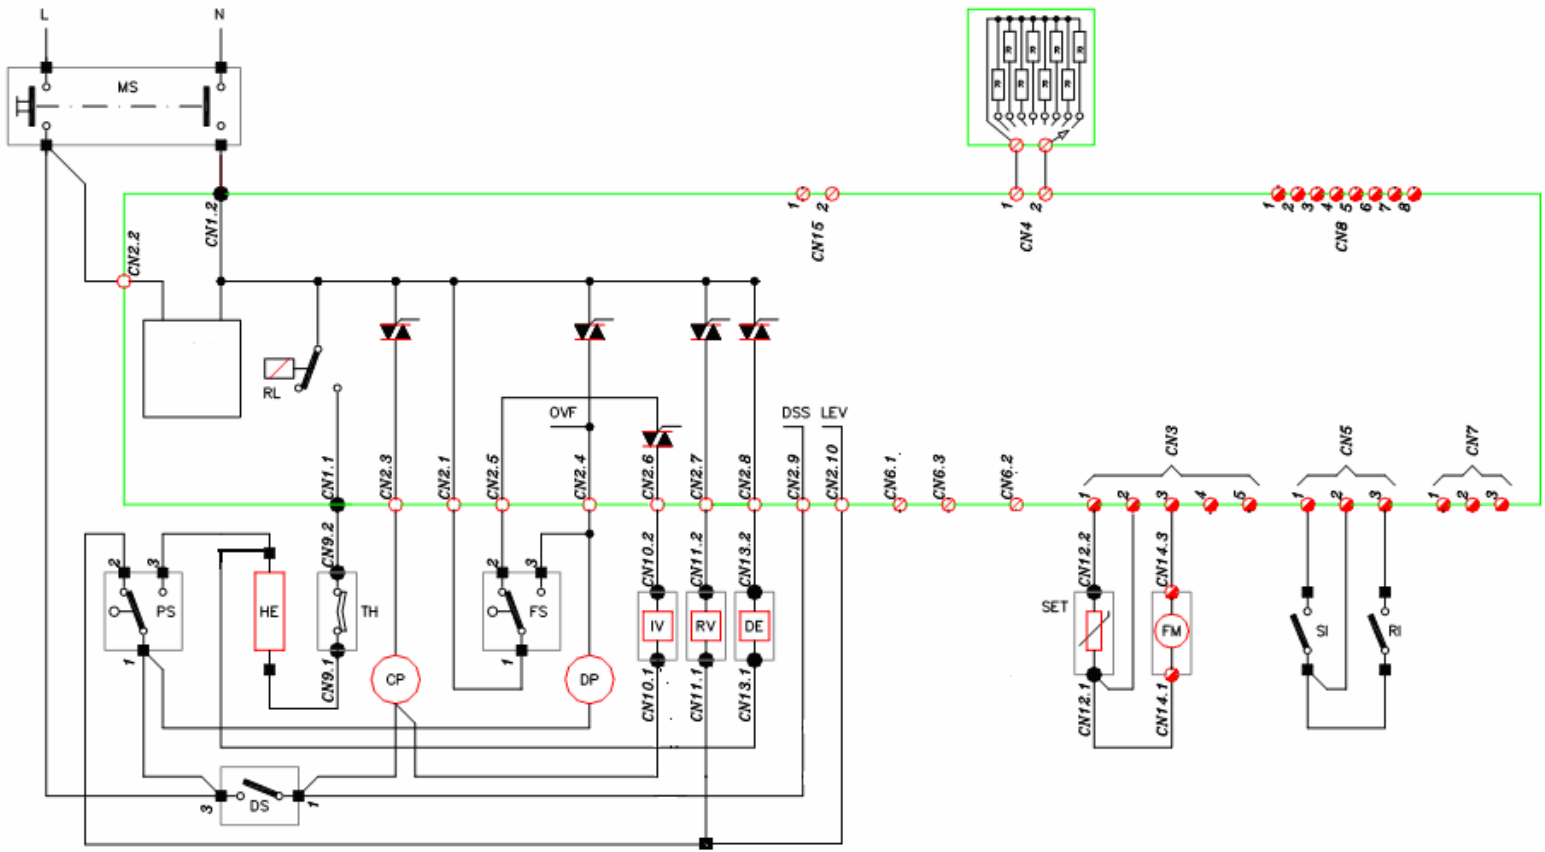 L N
MS
R R R R
R R R R
1 2
CN15
1 2
CN4
1 2 3 4 5 6 7 8
CN8
CN1.2
CN2.2
RL
OVF
DSS LEV
CN1.1
CN2.3
CN2.1
CN2.5
CN2.4
CN2.6
CN2.7
CN2.8
CN2.9
CN2.10
CN6.1
CN6.3
CN6.2
CN3
1 2 3 4 5
CN5
1 2 3
CN7
1 2 3
2 3
PS
1
HE
CN9.2
TH
CN9.1
CP
2 3
FS
1
DP
CN10.2
IV
CN10.1
CN11.2
RV
CN11.1
CN13.2
DE
CN13.1
CN12.2
SET
CN12.1
CN14.3
FM
CN14.1
SI
RI
3 DS 1